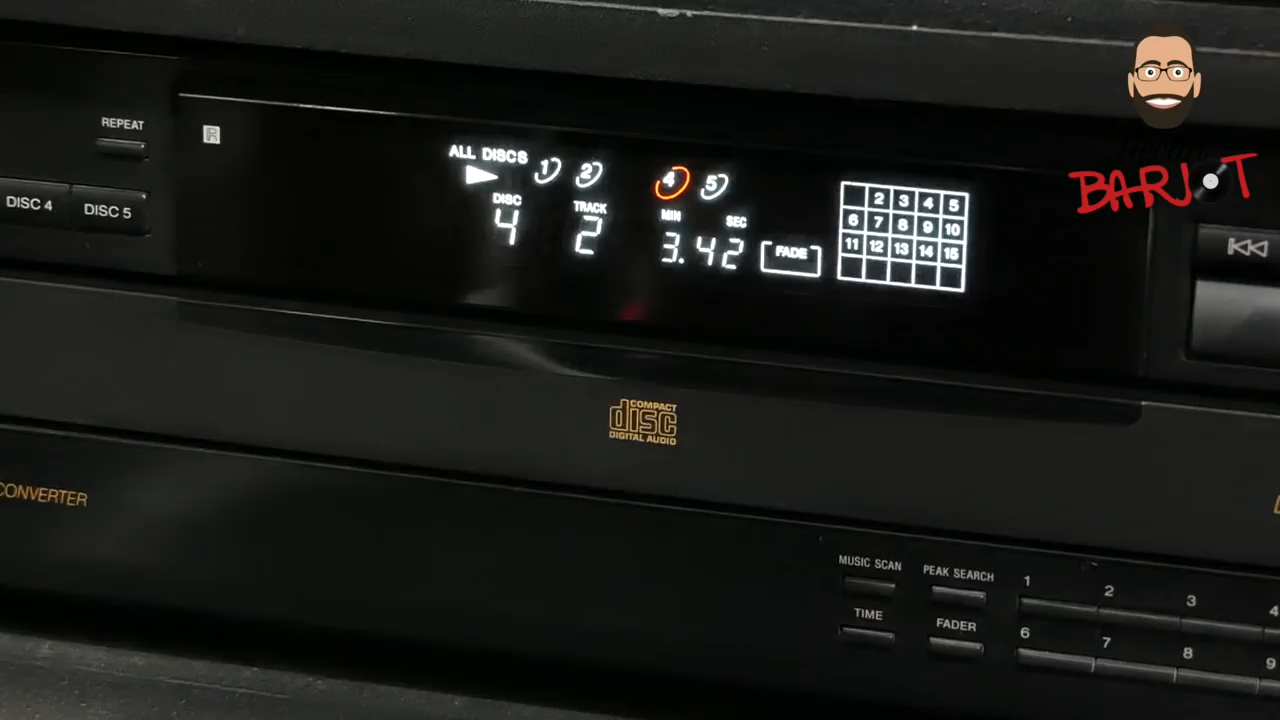 BARJOT
REPEAT
DISC 4
DISC 5
R
ALL DISCS 1 2 4 5
DISC TRACK MIN SEC
4 2 3.42
FADE
2 3 4 5
6 7 8 9 10
11 12 13 14 15
COMPACT
disc
DIGITAL AUDIO
CONVERTER
MUSIC SCAN
PEAK SEARCH
1 2 3 4
TIME
FADER
6 7 8 9